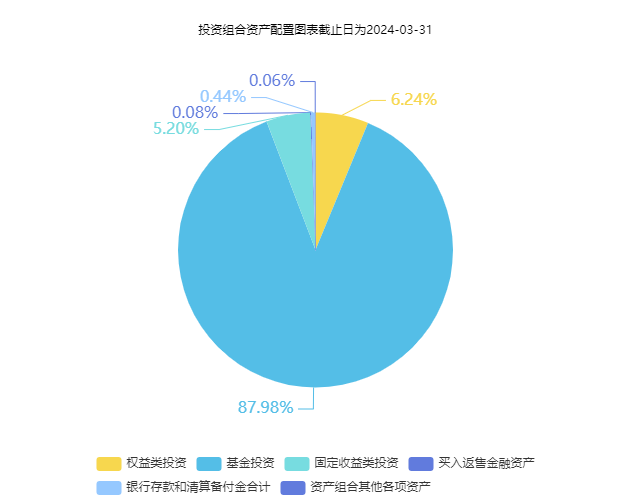 投资组合资产配置图表截止日为2024-03-31
0.06%
0.44%
6.24%
0.08%
5.20%
87.98%
权益类投资 基金投资 固定收益类投资 买入返售金融资产
银行存款和清算备付金合计 资产组合其他各项资产